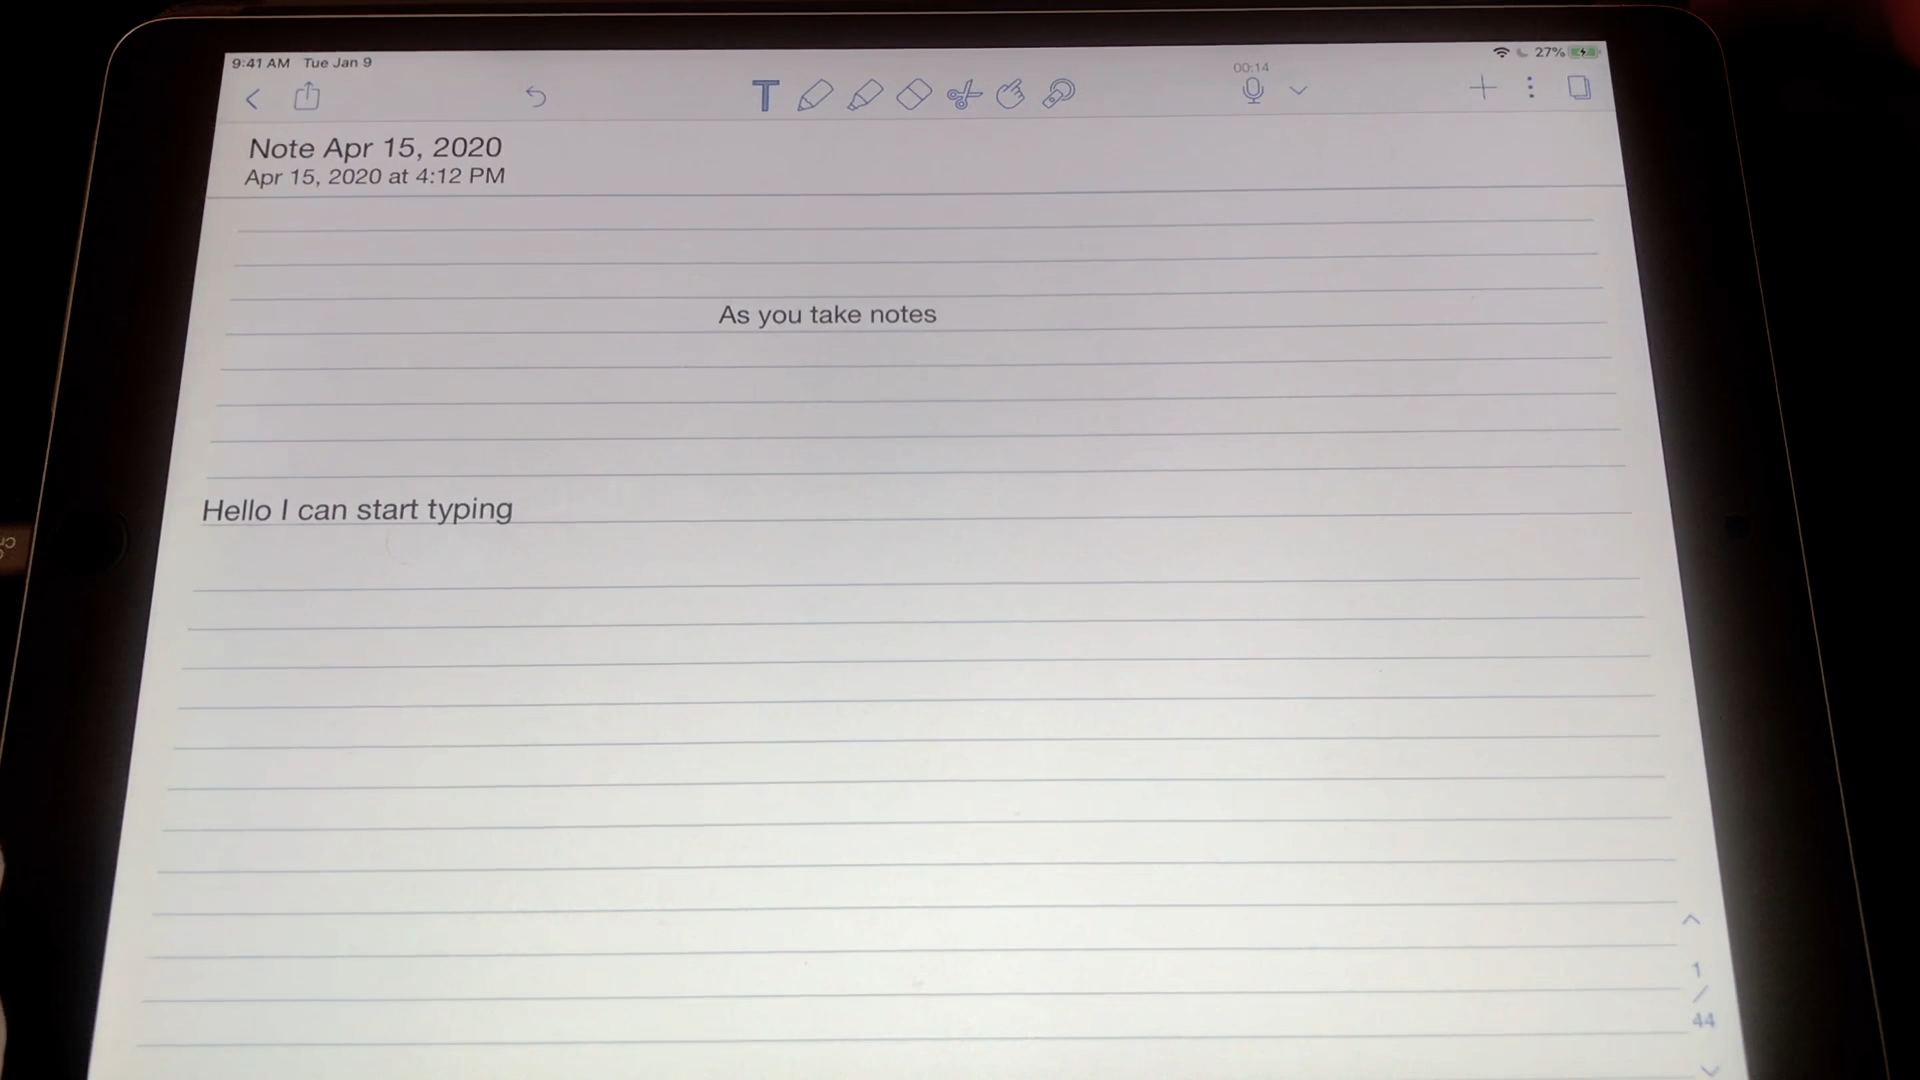 9:41 AM Tue Jan 9
27%
00:14
T
Note Apr 15, 2020
Apr 15, 2020 at 4:12 PM
As you take notes
Hello I can start typing
1
/
44